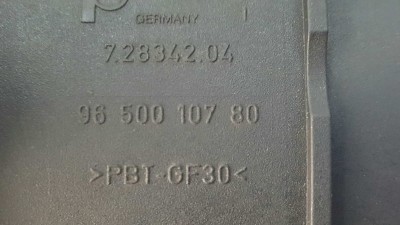 GERMANY
7.28342.04
96 500 107 80
>PBT-GF30<